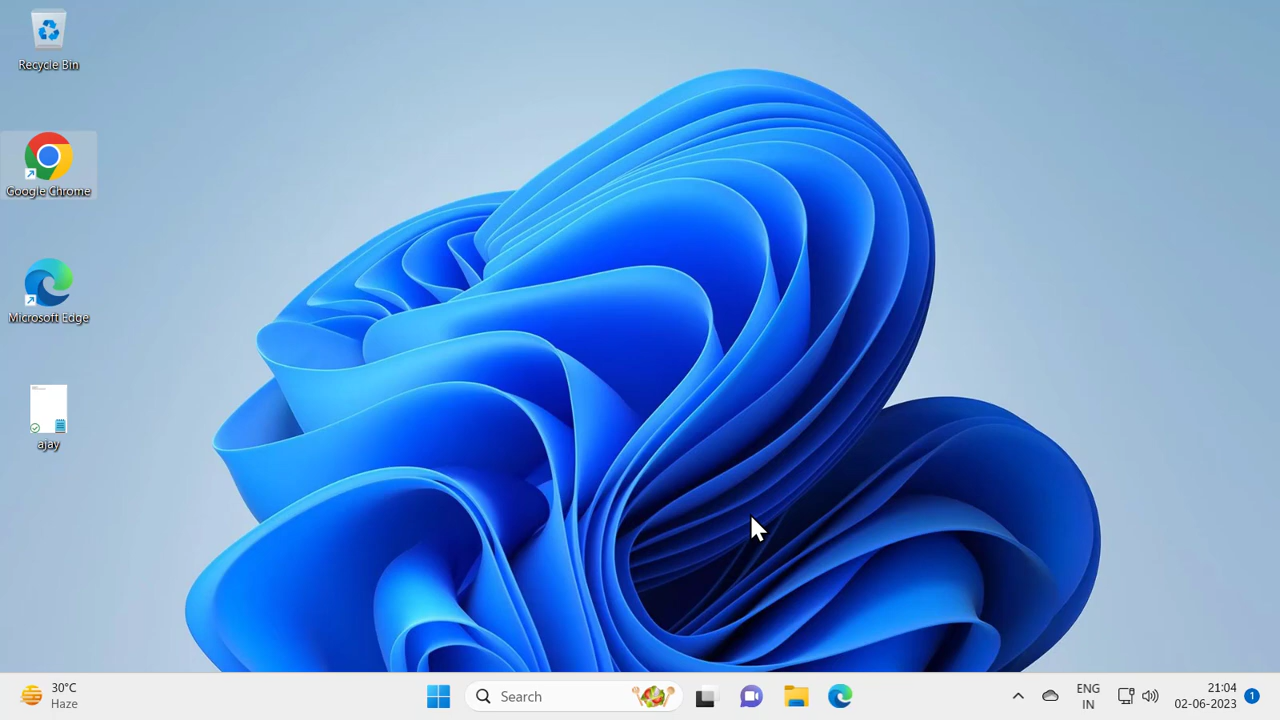 Recycle Bin
Google Chrome
Microsoft Edge
ajay
30°C
Haze
Search
ENG
IN
21:04
02-06-2023
1